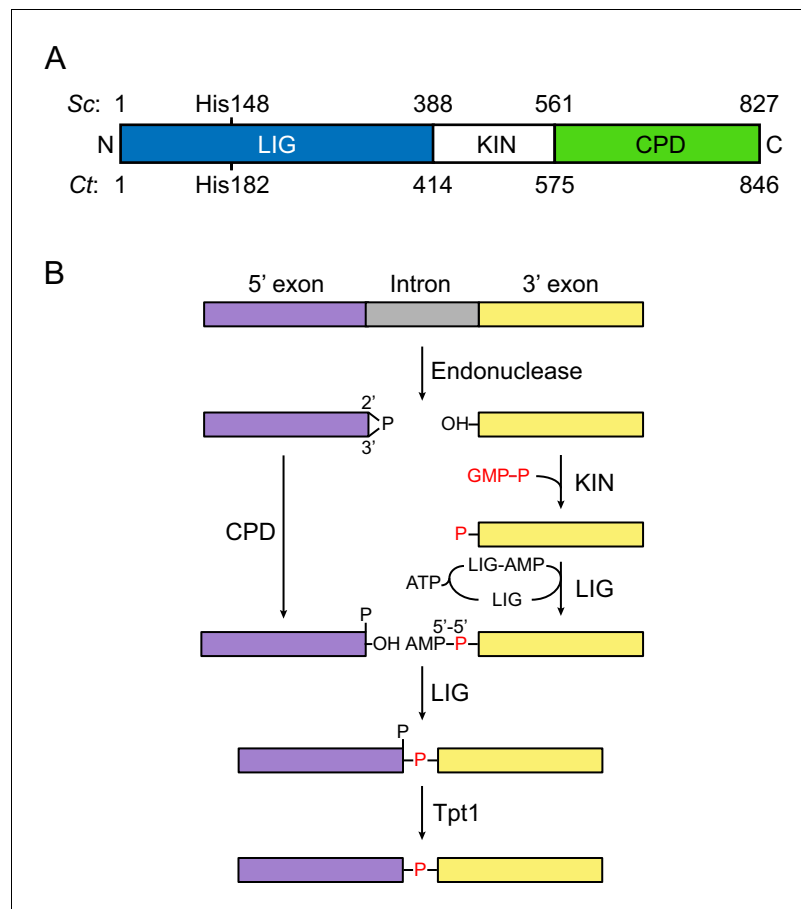 A
Sc: 1 His148 388 561 827
N LIG KIN CPD C
Ct: 1 His182 414 575 846
B
5’ exon Intron 3’ exon
Endonuclease
2’
P OH
3’
GMP–P KIN
CPD
P
LIG-AMP
ATP LIG LIG
P 5’-5’
OH AMP–P
LIG
P
P
Tpt1
P